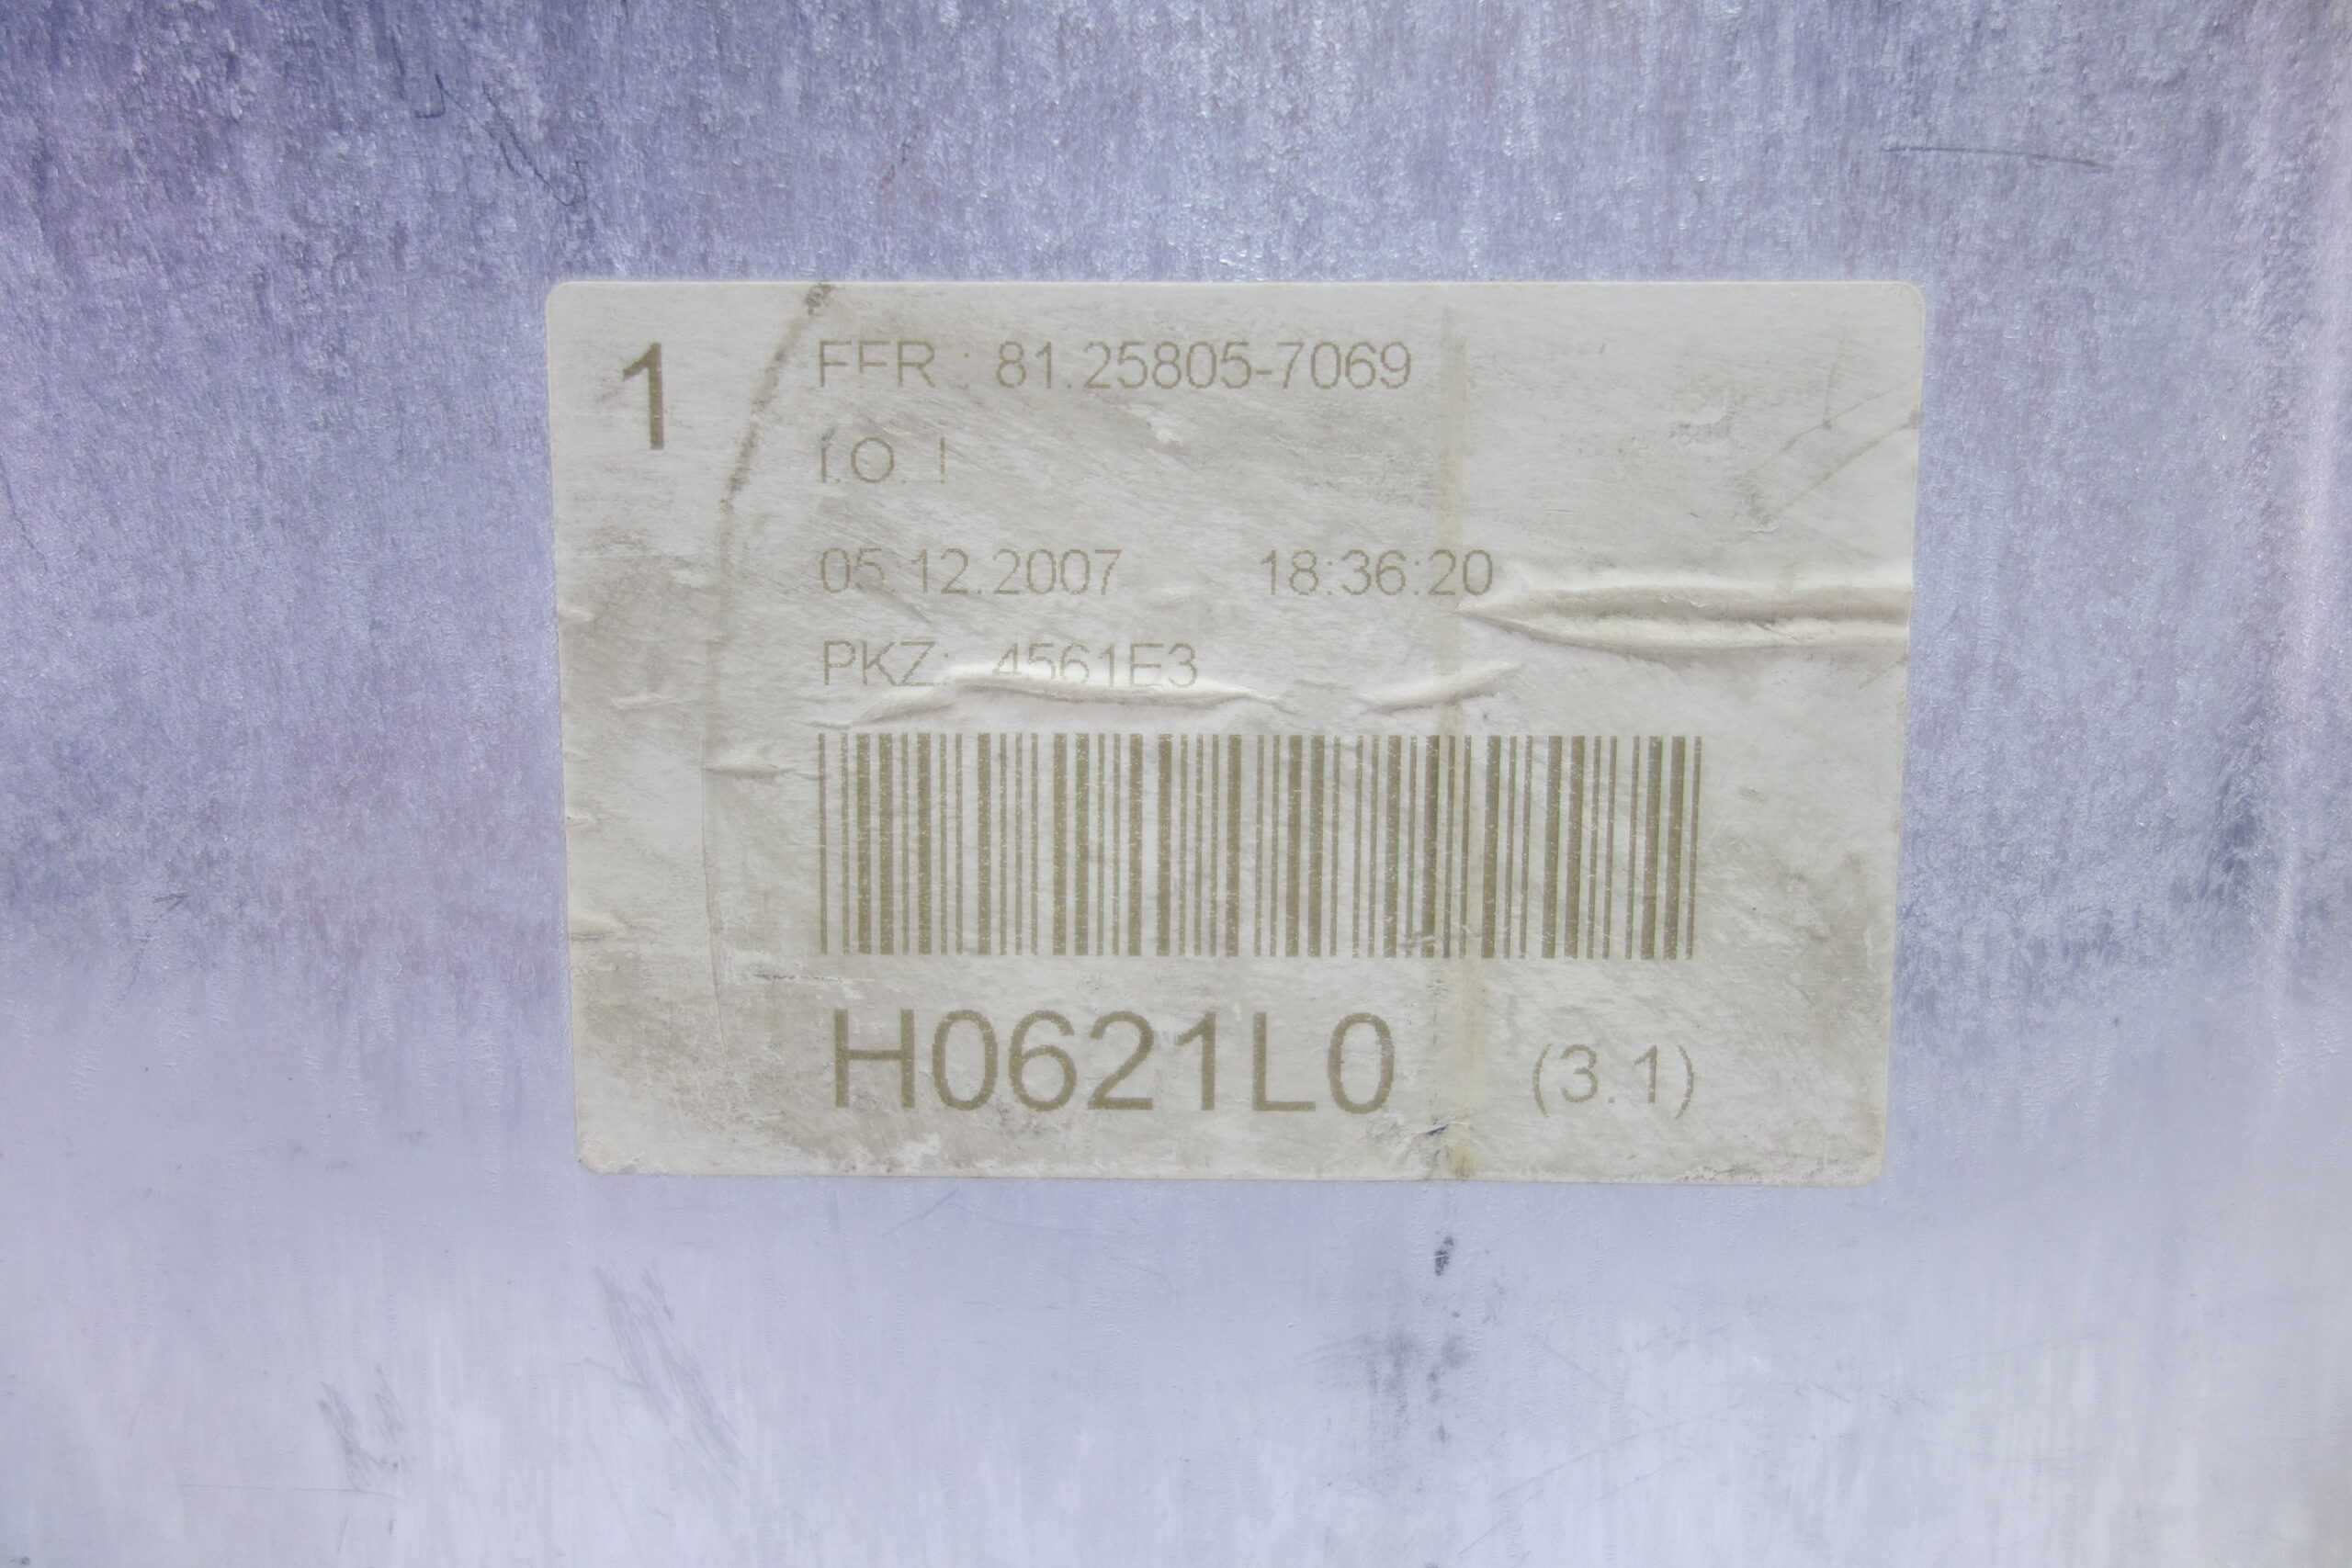 1
FFR : 81.25805-7069
I.O. !
05.12.2007 18:36:20
PKZ: 4561E3
H0621L0 (3.1)